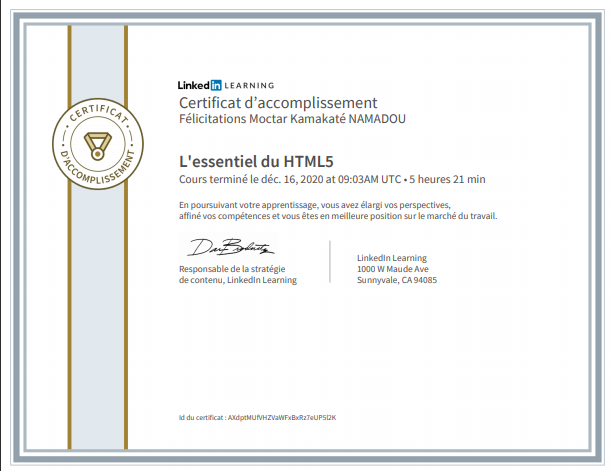 LinkedIn LEARNING
Certificat d'accomplissement
Félicitations Moctar Kamakaté NAMADOU
CERTIFICAT
D'ACCOMPLISSEMENT
L'essentiel du HTML5
Cours terminé le déc. 16, 2020 at 09:03AM UTC • 5 heures 21 min
En poursuivant votre apprentissage, vous avez élargi vos perspectives,
affiné vos compétences et vous êtes en meilleure position sur le marché du travail.
Responsable de la stratégie
de contenu, LinkedIn Learning
LinkedIn Learning
1000 W Maude Ave
Sunnyvale, CA 94085
Id du certificat :